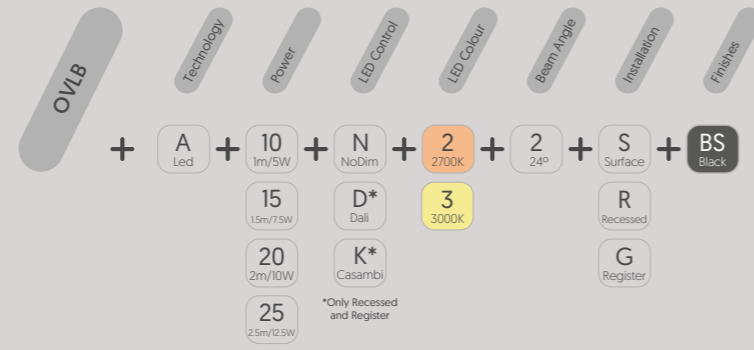 OVLB
Technology
Power
LED Control
LED Colour
Beam Angle
Installation
Finishes
+ A + 10 + N + 2 + 2 + S + BS
Led 1m/5W NoDim 2700K 24º Surface Black
15 D* 3 R
1.5m/7.5W Dali 3000K Recessed
20 K* G
2m/10W Casambi Register
*Only Recessed
and Register
25
2.5m/12.5W